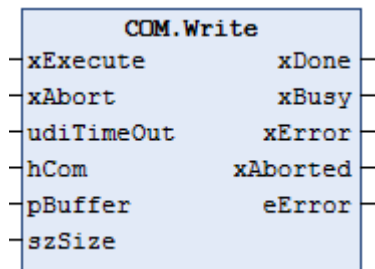 COM.Write
xExecute xDone
xAbort xBusy
udiTimeOut xError
hCom xAborted
pBuffer eError
szSize